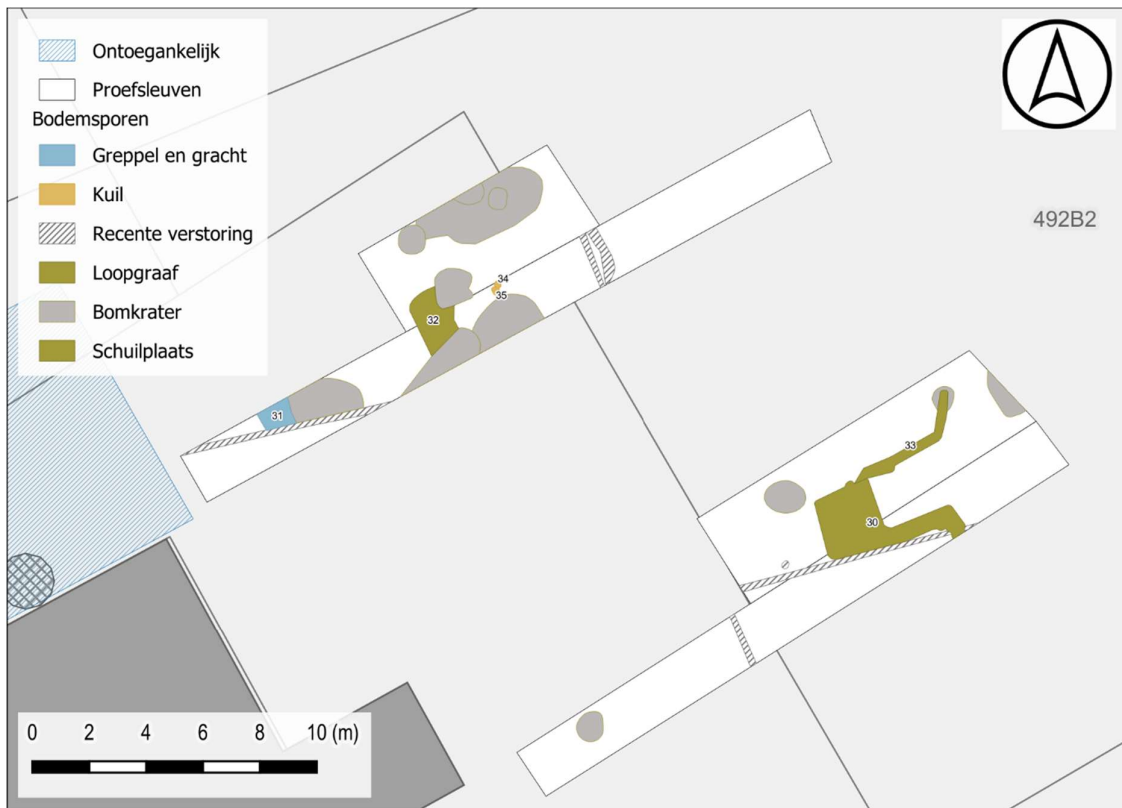 Ontoegankelijk
Proefsleuven
Bodemsporen
Greppel en gracht
Kuil
Recente verstoring
Loopgraaf
Bomkrater
Schuilplaats
492B2
34
35
32
31
33
30
0 2 4 6 8 10 (m)